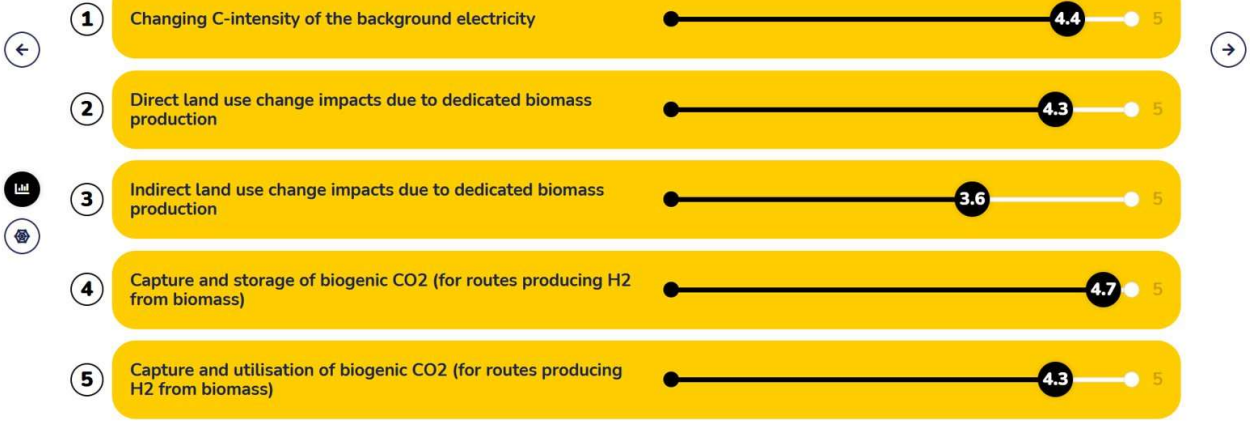 1
Changing C-intensity of the background electricity
4.4
5
2
Direct land use change impacts due to dedicated biomass
production
4.3
5
3
Indirect land use change impacts due to dedicated biomass
production
3.6
5
4
Capture and storage of biogenic CO2 (for routes producing H2
from biomass)
4.7
5
5
Capture and utilisation of biogenic CO2 (for routes producing
H2 from biomass)
4.3
5